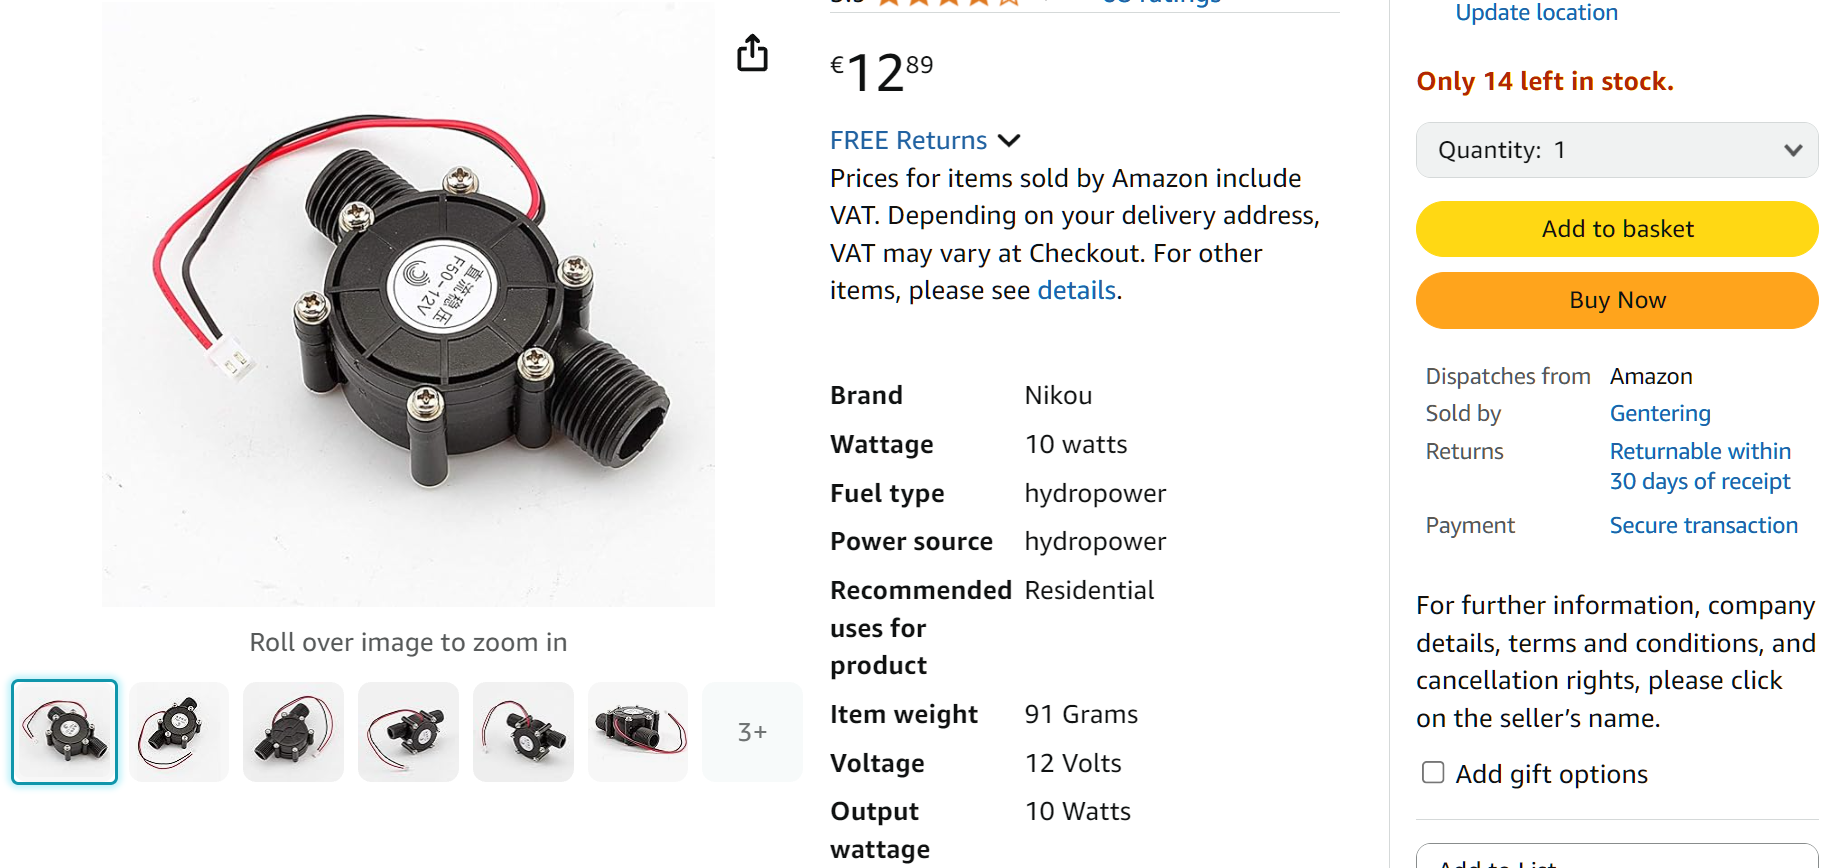 Update location
€12 89
FREE Returns
Prices for items sold by Amazon include
VAT. Depending on your delivery address,
VAT may vary at Checkout. For other
items, please see details.
Brand Nikou
Wattage 10 watts
Fuel type hydropower
Power source hydropower
Recommended Residential
uses for
product
Item weight 91 Grams
Voltage 12 Volts
Output 10 Watts
wattage
直流稳压
F50-12V
Roll over image to zoom in
3+
Only 14 left in stock.
Quantity: 1
Add to basket
Buy Now
Dispatches from Amazon
Sold by Gentering
Returns Returnable within
30 days of receipt
Payment Secure transaction
For further information, company
details, terms and conditions, and
cancellation rights, please click
on the seller's name.
Add gift options
Add to List